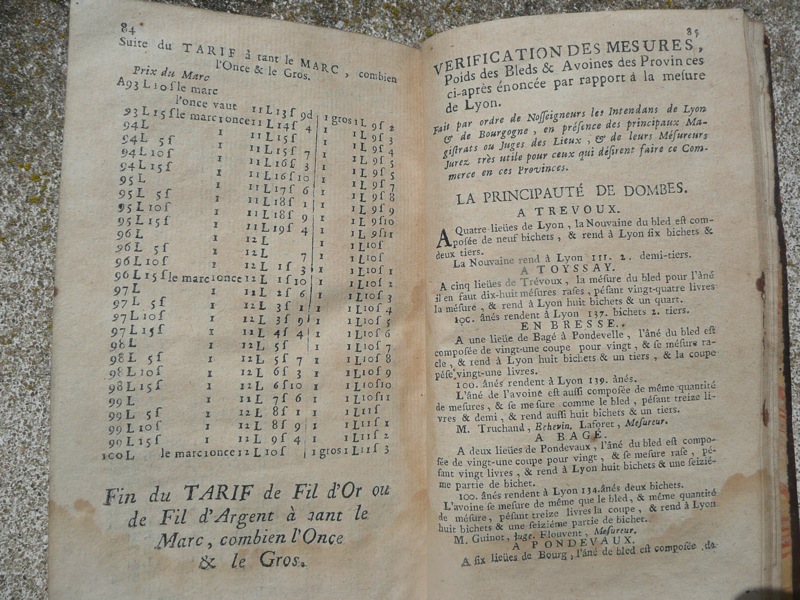 84
Suite du TARIF à tant le MARC, combien
l'Once & le Gros.
Prix du Marc
A93 L 10 ſ le marc
l'once vaut 11 L 13 ſ 9d 1 gros 1 L 9 ſ 2
93 L 15 ſ le marc 1 once 11 L 14 ſ 4 1 1 L 9 ſ 3
94 L 1 11 L 15 ſ 1 1 L 9 ſ 4
94 L 5 ſ 1 11 L 15 ſ 7 1 1 L 9 ſ 5
94 L 10 ſ 1 11 L 16 ſ 3 1 1 L 9 ſ 5
94 L 15 ſ 1 11 L 16 ſ 10 1 1 L 9 ſ 7
95 L 1 11 L 17 ſ 6 1 1 L 9 ſ 8
95 L 5 ſ 1 11 L 18 ſ 1 1 1 L 9 ſ 9
95 L 10 ſ 1 11 L 18 ſ 9 1 1 L 9 ſ 10
95 L 15 ſ 1 11 L 19 ſ 4 1 1 L 9 ſ 11
96 L 1 12 L 1 1 L 10 ſ
96 L 5 ſ 1 12 L 7 1 1 L 10 ſ
96 L 10 ſ 1 12 L 1 ſ 3 1 1 L 10 ſ 1
96 L 15 ſ le marc 1 once 12 L 1 ſ 10 1 1 L 10 ſ 2
97 L 1 12 L 2 ſ 6 1 1 L 10 ſ 3
97 L 5 ſ 1 12 L 3 ſ 1 1 1 L 10 ſ 4
97 L 10 ſ 1 12 L 3 ſ 9 1 1 L 10 ſ 5
97 L 15 ſ 1 12 L 4 ſ 4 1 1 L 10 ſ 6
98 L 1 12 L 5 ſ 1 1 L 10 ſ 7
98 L 5 ſ 1 12 L 5 ſ 7 1 1 L 10 ſ 8
98 L 10 ſ 1 12 L 6 ſ 3 1 1 L 10 ſ 9
98 L 15 ſ 1 12 L 6 ſ 10 1 1 L 10 ſ 10
99 L 1 12 L 7 ſ 6 1 1 L 10 ſ 11
99 L 5 ſ 1 12 L 8 ſ 1 1 1 L 11 ſ
99 L 10 ſ 1 12 L 8 ſ 9 1 1 L 11 ſ 1
99 L 15 ſ 1 12 L 9 ſ 4 1 1 L 11 ſ 2
100 L le marc 1 once 12 L 10 ſ 1 gros 1 L 11 ſ 3
Fin du TARIF de Fil d'Or ou
de Fil d'Argent à tant le
Marc, combien l'Once
& le Gros.
85
VERIFICATION DES MESURES,
Poids des Bleds & Avoines des Provinces
ci-après énoncée par rapport à la meſure
de Lyon.
Fait par ordre de Noſſeigneurs les Intendans de Lyon
& de Bourgogne, en préſence des principaux Ma-
giſtrats ou Juges des Lieux, & de leurs Méſureurs
Jurez très utile pour ceux qui déſirent faire ce Com-
merce en ces Provinces.
LA PRINCIPAUTÉ DE DOMBES.
A TREVOUX.
A Quatre lieües de Lyon, la Nouvaine du bled eſt com-
poſée de neuf bichets, & rend à Lyon ſix bichets &
deux tiers.
La Nouvaine rend à Lyon 111. 2. demi-tiers.
A TOYSSAY.
A cinq lieües de Trévoux, la méſure du bled pour l'âné
il en faut dix-huit méſures raſes, péſant vingt-quatre livres
la méſure, & rend à Lyon huit bichets & un quart.
100. ânés rendent à Lyon 137. bichets 2. tiers.
EN BRESSE.
A une lieüe de Bagé à Pondevelle, l'âné du bled eſt
compoſée de vingt-une coupe pour vingt, & ſe méſure ra-
cle, & rend à Lyon huit bichets & un tiers, & la coupe
péſe vingt-une livres.
100. ânés rendent à Lyon 139. ânés.
L'âné de l'avoine eſt auſſi compoſée de même quantité
de meſures, & ſe meſure comme le bled, péſant treize li-
vres & demi, & rend auſſi huit bichets & un tiers.
M. Truchand, Echevin, Laforet, Meſureur.
A BAGÉ.
A deux lieües de Pondevaux, l'âné du bled eſt compo-
ſée de vingt-une coupe pour vingt, & ſe meſure raſe, pé-
ſant vingt livres, & rend à Lyon huit bichets & une ſeiziè-
me partie de bichet.
100. ânés rendent à Lyon 134. ânés deux bichets.
L'avoine ſe meſure de même que le bled, & même quantité
de méſure, péſant treize livres la coupe, & rend à Lyon
huit bichets & une ſeizième partie de bichet.
M. Guinot, Juge. Flouvent, Meſureur.
A PONDEVAUX.
A ſix lieües de Bourg, l'âné de bled eſt compoſée de